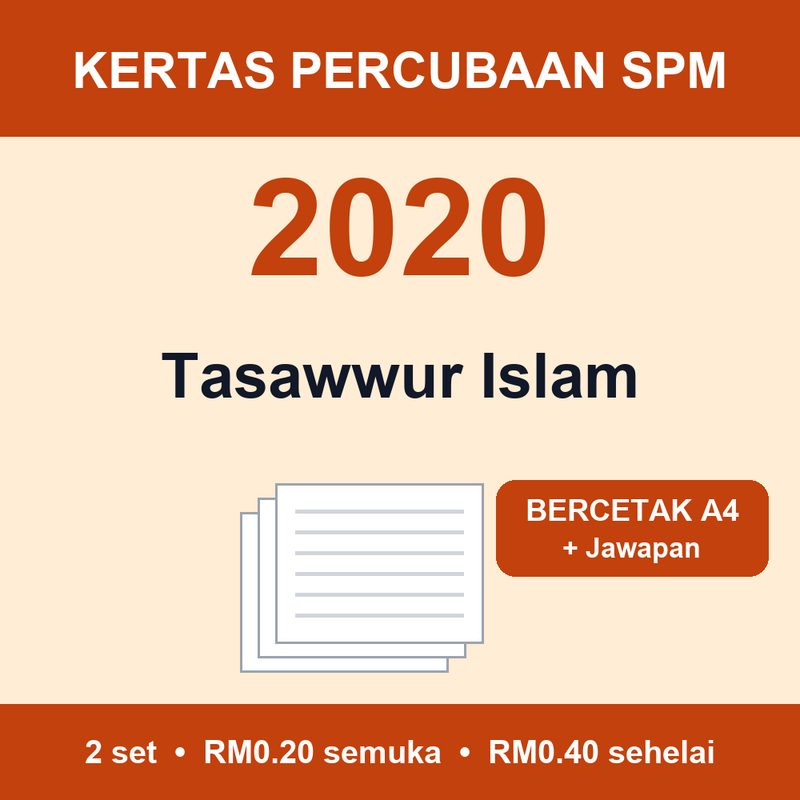 KERTAS PERCUBAAN SPM
2020
Tasawwur Islam
BERCETAK A4
+ Jawapan
2 set • RM0.20 semuka • RM0.40 sehelai